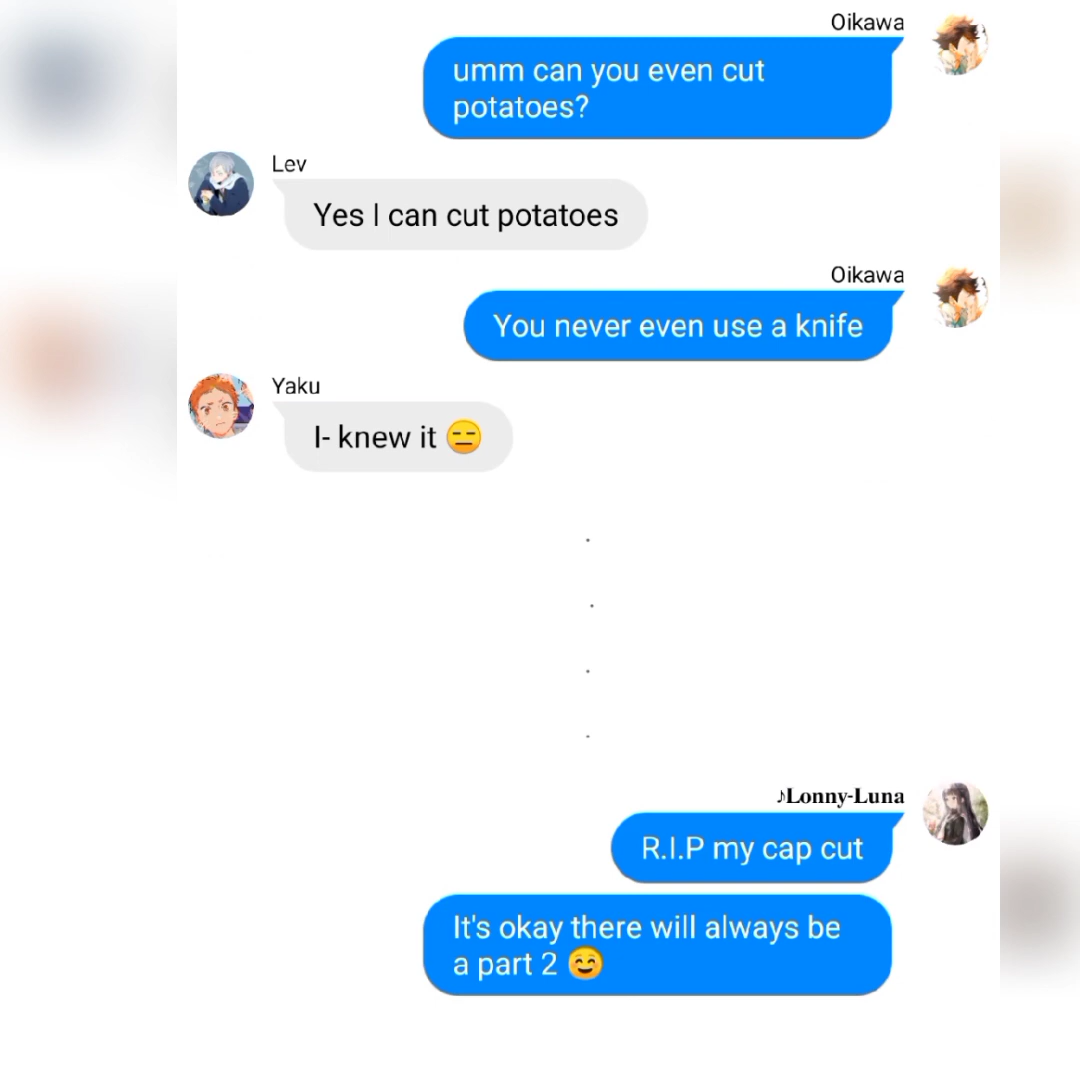 Oikawa
umm can you even cut
potatoes?
Lev
Yes I can cut potatoes
Oikawa
You never even use a knife
Yaku
I- knew it 😑
.
.
.
.
♪Lonny-Luna
R.I.P my cap cut
It's okay there will always be
a part 2 ☺️